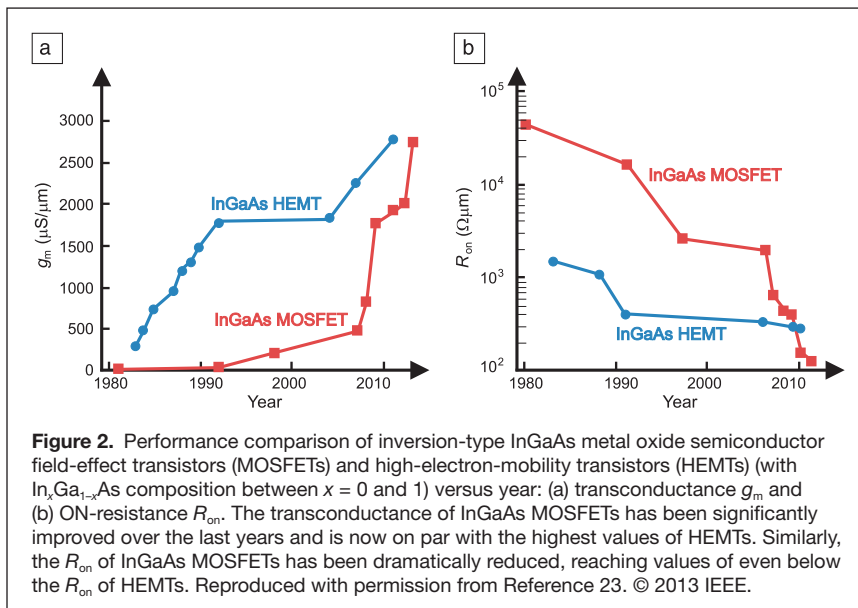 a
g_m (μS/μm)
3000
2500
2000
1500
1000
500
0
InGaAs HEMT
InGaAs MOSFET
1980 1990 2000 2010
Year
b
R_on (Ωμm)
10^5
10^4
10^3
10^2
InGaAs MOSFET
InGaAs HEMT
1980 1990 2000 2010
Year
Figure 2. Performance comparison of inversion-type InGaAs metal oxide semiconductor
field-effect transistors (MOSFETs) and high-electron-mobility transistors (HEMTs) (with
In_xGa_{1–x}As composition between x = 0 and 1) versus year: (a) transconductance g_m and
(b) ON-resistance R_on. The transconductance of InGaAs MOSFETs has been significantly
improved over the last years and is now on par with the highest values of HEMTs. Similarly,
the R_on of InGaAs MOSFETs has been dramatically reduced, reaching values of even below
the R_on of HEMTs. Reproduced with permission from Reference 23. © 2013 IEEE.